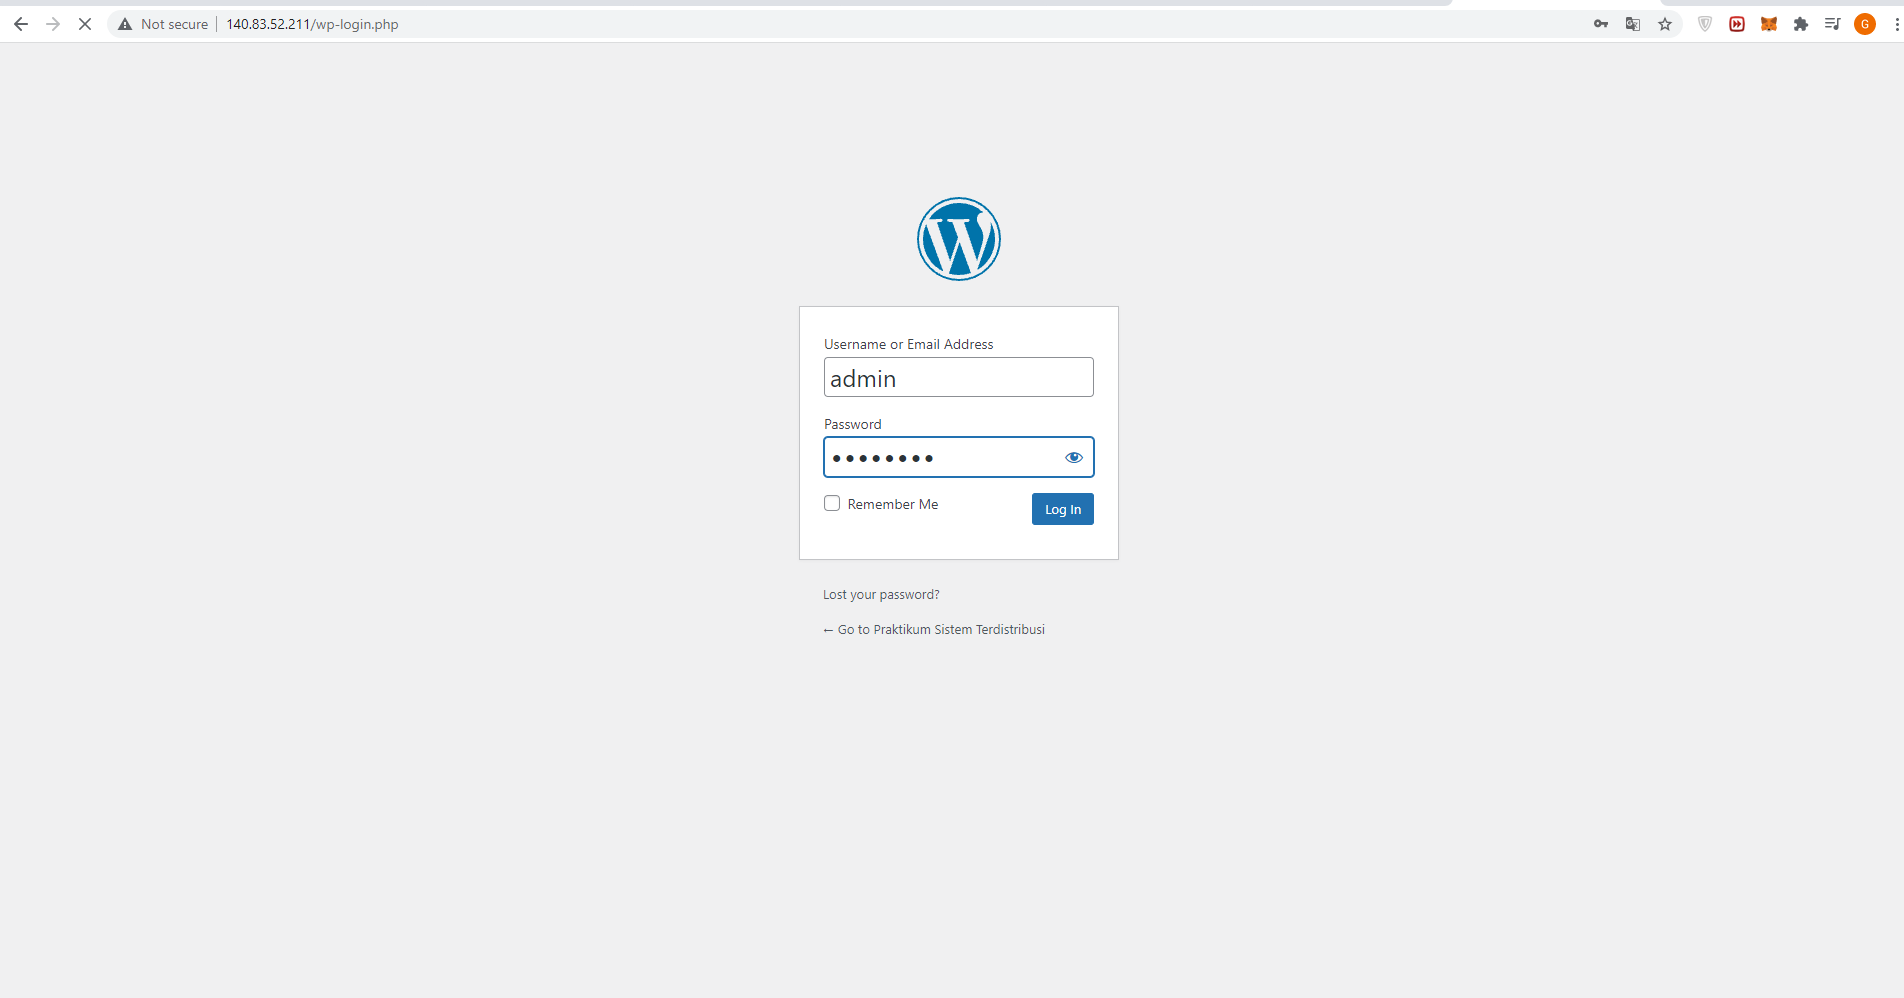 Not secure 140.83.52.211/wp-login.php G
W
Username or Email Address
admin
Password
Remember Me Log In
Lost your password?
← Go to Praktikum Sistem Terdistribusi